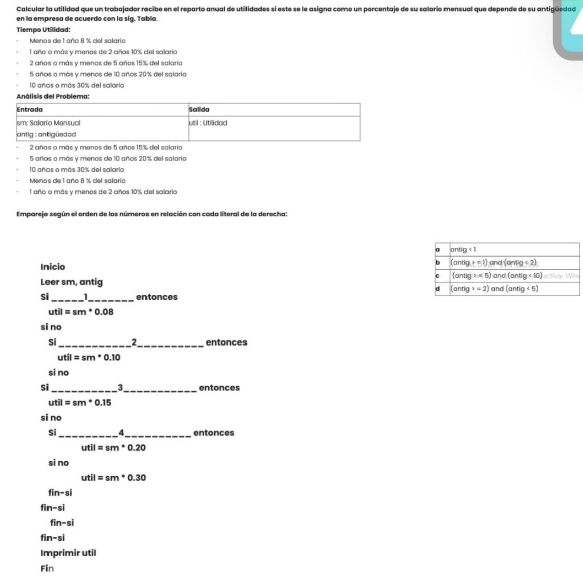 Calcular la utilidad que un trabajador recibe en el reparto anual de utilidades si este se le asigna como un porcentaje de su salario mensual que depende de su antigüedad
en la empresa de acuerdo con la sig. Tabla.
Tiempo Utilidad:
· Menos de 1 año 8 % del salario
· 1 año o más y menos de 2 años 10% del salario
· 2 años o más y menos de 5 años 15% del salario
· 5 años o más y menos de 10 años 20% del salario
· 10 años o más 30% del salario
Análisis del Problema:
Entrada Salida
sm: Salario Mensual util : Utilidad
antig : antigüedad
· 2 años o más y menos de 5 años 15% del salario
· 5 años o más y menos de 10 años 20% del salario
· 10 años o más 30% del salario
· Menos de 1 año 8 % del salario
· 1 año o más y menos de 2 años 10% del salario
Empareje según el orden de los números en relación con cada literal de la derecha:
a antig < 1
b (antig > = 1) and (antig < 2)
c (antig > = 5) and (antig < 10)
d (antig > = 2) and (antig < 5)
Inicio
Leer sm, antig
Si _____1_______ entonces
util = sm * 0.08
si no
Si ___________2__________ entonces
util = sm * 0.10
si no
Si __________3___________ entonces
util = sm * 0.15
si no
Si _________4__________ entonces
util = sm * 0.20
si no
util = sm * 0.30
fin-si
fin-si
fin-si
fin-si
Imprimir util
Fin